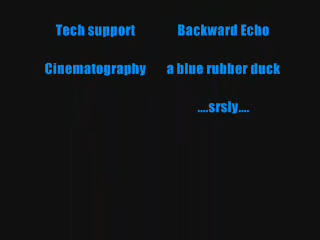 Tech support Backward Echo
Cinematography a blue rubber duck
....srsly....